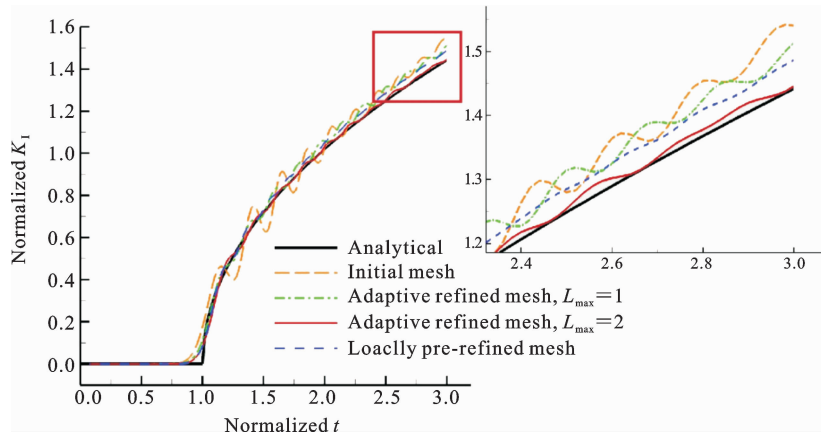 Normalized K_I
1.6
1.4
1.2
1.0
0.8
0.6
0.4
0.2
0.0
0.0 0.5 1.0 1.5 2.0 2.5 3.0
Normalized t
Analytical
Initial mesh
Adaptive refined mesh, L_max=1
Adaptive refined mesh, L_max=2
Loaclly pre-refined mesh
1.5
1.4
1.3
1.2
2.4 2.6 2.8 3.0